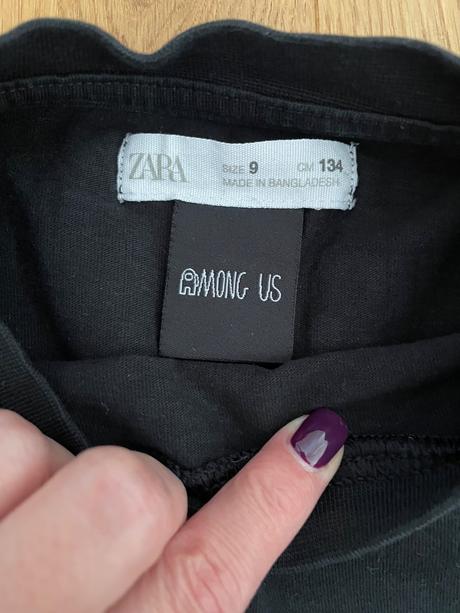 ZARA
SIZE 9 CM 134
MADE IN BANGLADESH
AMONG US